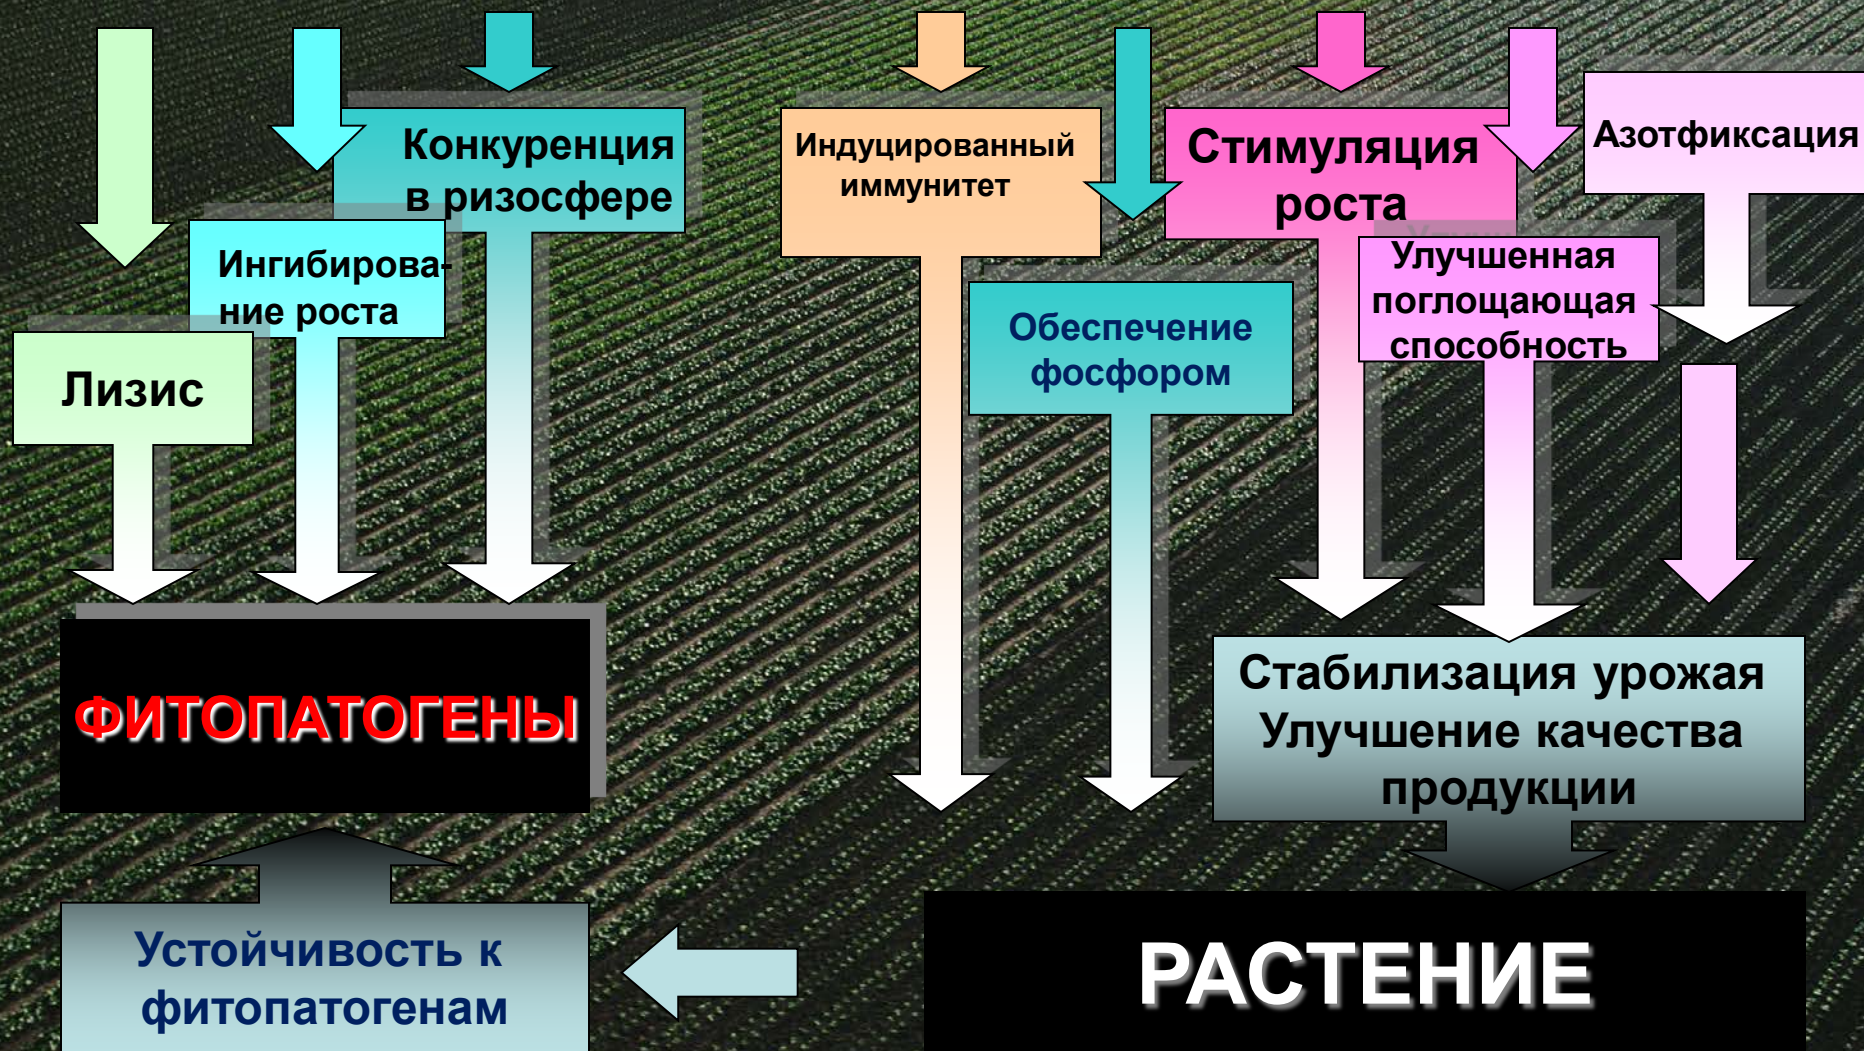 Конкуренция
в ризосфере
Индуцированный
иммунитет
Стимуляция
роста
Азотфиксация
Ингибирова-
ние роста
Улучшенная
поглощающая
способность
Лизис
Обеспечение
фосфором
ФИТОПАТОГЕНЫ
Стабилизация урожая
Улучшение качества
продукции
Устойчивость к
фитопатогенам
РАСТЕНИЕ